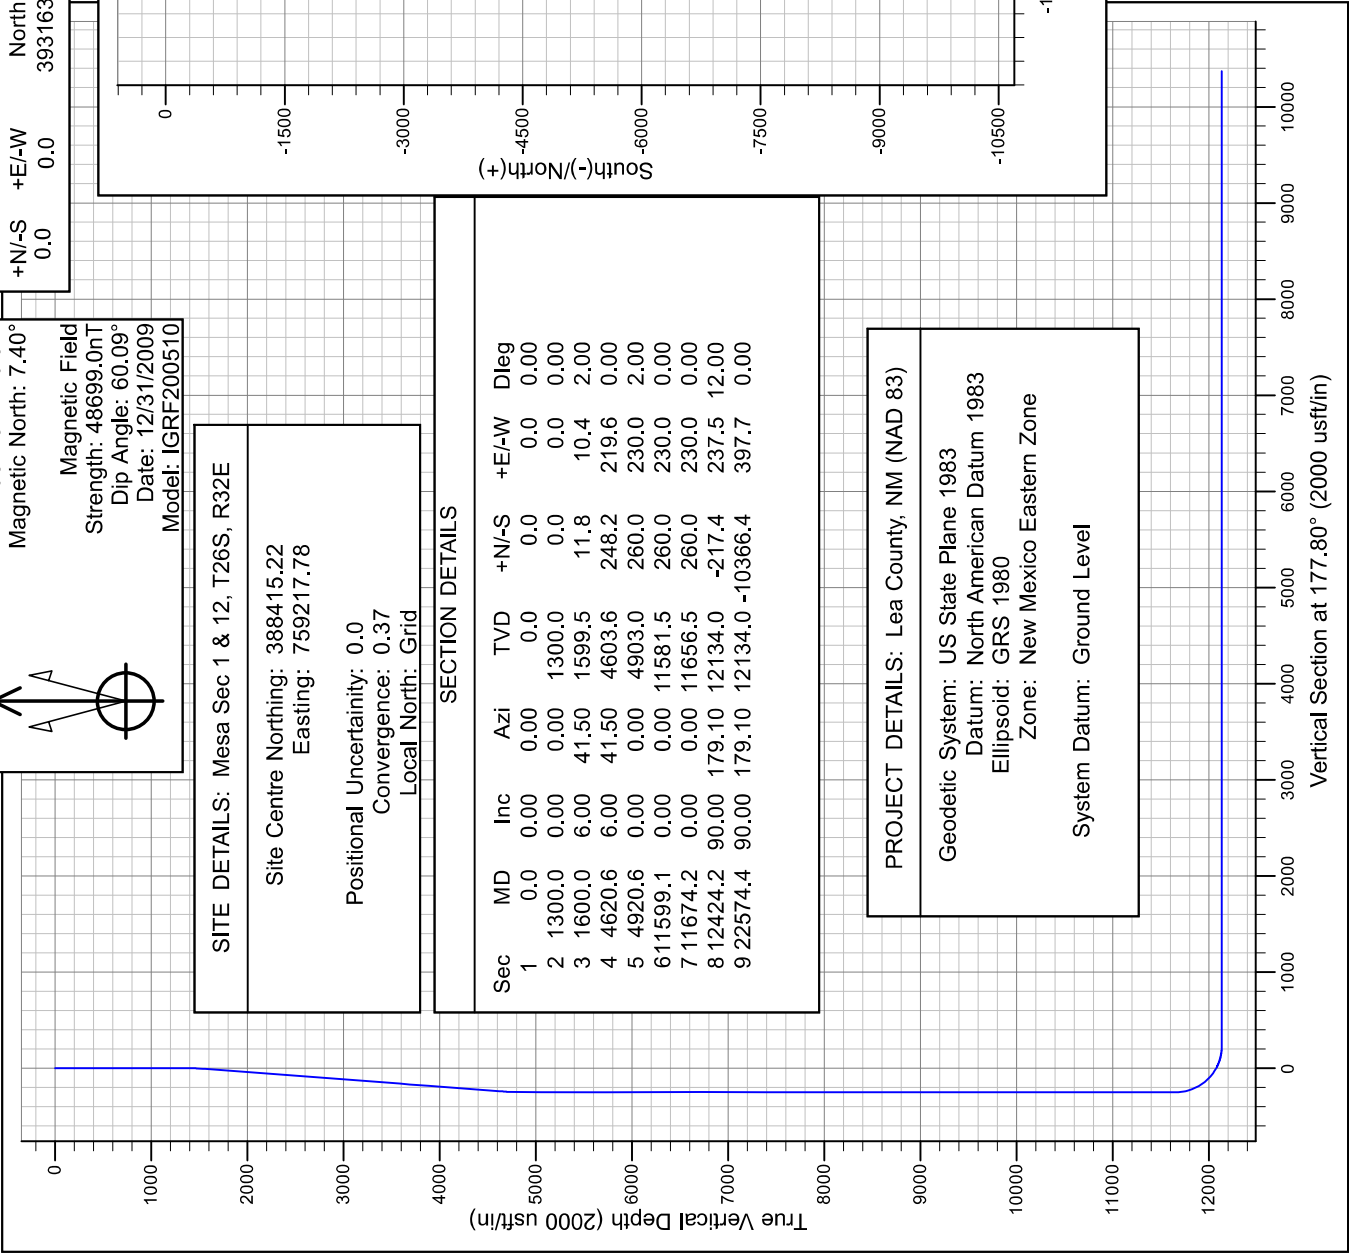 Magnetic North: 7.40°
Magnetic Field
Strength: 48699.0nT
Dip Angle: 60.09°
Date: 12/31/2009
Model: IGRF200510
+N/-S +E/-W North
0.0 0.0 393163
SITE DETAILS: Mesa Sec 1 & 12, T26S, R32E
Site Centre Northing: 388415.22
Easting: 759217.78
Positional Uncertainity: 0.0
Convergence: 0.37
Local North: Grid
SECTION DETAILS
Sec MD Inc Azi TVD +N/-S +E/-W Dleg
1 0.0 0.00 0.00 0.0 0.0 0.0 0.00
2 1300.0 0.00 0.00 1300.0 0.0 0.0 0.00
3 1600.0 6.00 41.50 1599.5 11.8 10.4 2.00
4 4620.6 6.00 41.50 4603.6 248.2 219.6 0.00
5 4920.6 0.00 0.00 4903.0 260.0 230.0 2.00
6 11599.1 0.00 0.00 11581.5 260.0 230.0 0.00
7 11674.2 0.00 0.00 11656.5 260.0 230.0 0.00
8 12424.2 90.00 179.10 12134.0 -217.4 237.5 12.00
9 22574.4 90.00 179.10 12134.0 -10366.4 397.7 0.00
PROJECT DETAILS: Lea County, NM (NAD 83)
Geodetic System: US State Plane 1983
Datum: North American Datum 1983
Ellipsoid: GRS 1980
Zone: New Mexico Eastern Zone
System Datum: Ground Level
South(-)/North(+)
0 -1500 -3000 -4500 -6000 -7500 -9000 -10500
-1
True Vertical Depth (2000 usft/in)
0 1000 2000 3000 4000 5000 6000 7000 8000 9000 10000 11000 12000
0 1000 2000 3000 4000 5000 6000 7000 8000 9000 10000
Vertical Section at 177.80° (2000 usft/in)